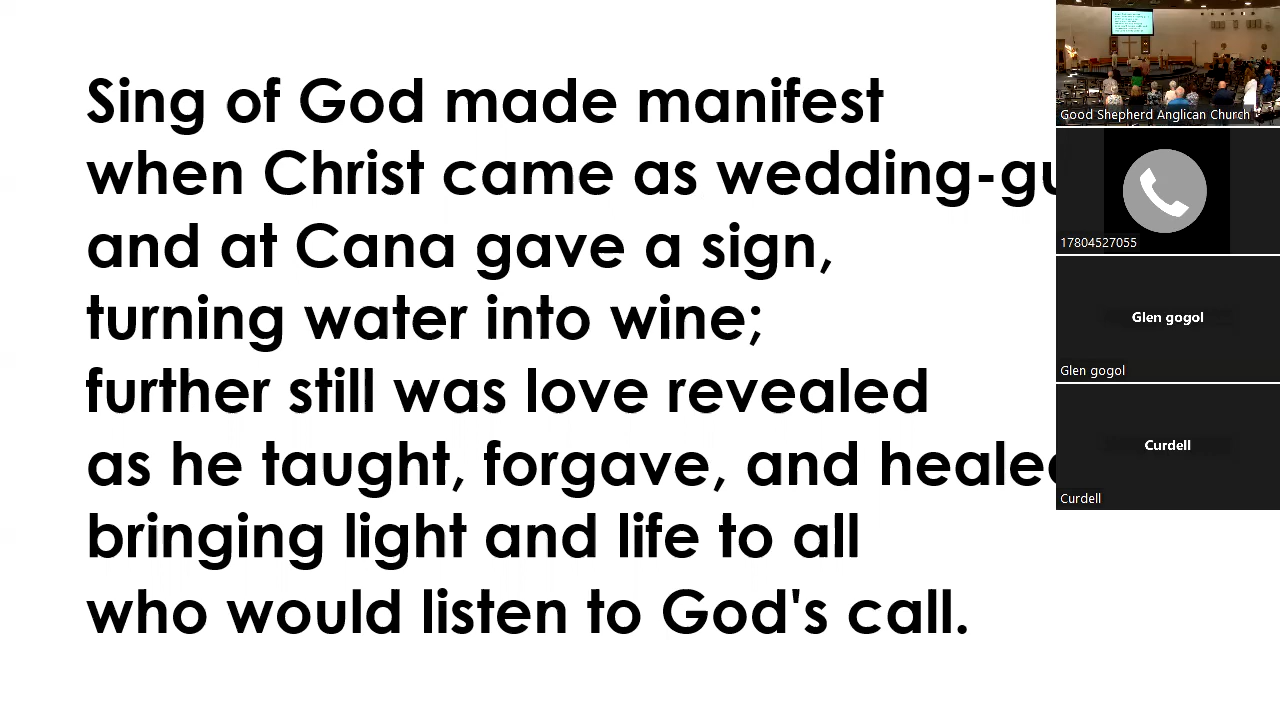 Sing of God made manifest
when Christ came as wedding-gu
and at Cana gave a sign,
turning water into wine;
further still was love revealed
as he taught, forgave, and healed
bringing light and life to all
who would listen to God's call.
Good Shepherd Anglican Church
17804527055
Glen gogol
Glen gogol
Curdell
Curdell